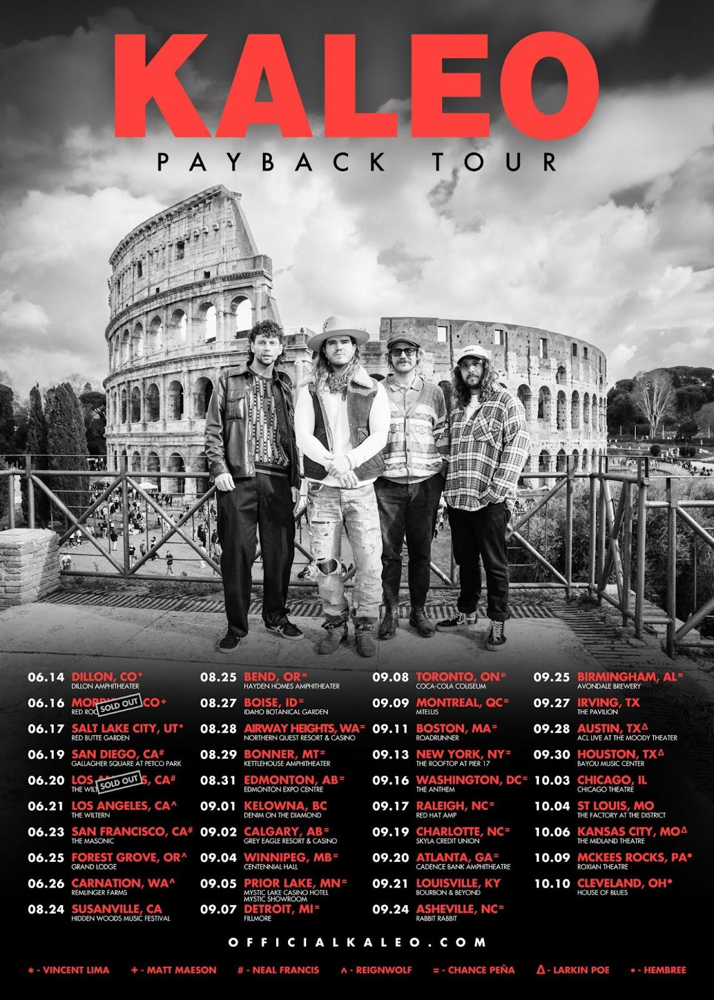 KALEO
PAYBACK TOUR
06.14 DILLON, CO*
DILLON AMPHITHEATER
06.16 CO+
SOLD OUT
06.17 SALT LAKE CITY, UT*
RED BUTTE GARDEN
06.19 SAN DIEGO, CA#
GALLAGHER SQUARE AT PETCO PARK
06.20 LOS CA#
THE
SOLD OUT
06.21 LOS ANGELES, CA^
THE WILTERN
06.23 SAN FRANCISCO, CA#
THE MASONIC
06.25 FOREST GROVE, OR^
GRAND LODGE
06.26 CARNATION, WA^
REMLINGER FARMS
08.24 SUSANVILLE, CA
HIDDEN WOODS MUSIC FESTIVAL
08.25 BEND, OR=
HAYDEN HOMES AMPHITHEATER
08.27 BOISE, ID=
IDAHO BOTANICAL GARDEN
08.28 AIRWAY HEIGHTS, WA=
NORTHERN QUEST RESORT & CASINO
08.29 BONNER, MT=
KETTLEHOUSE AMPHITHEATER
08.31 EDMONTON, AB=
EDMONTON EXPO CENTRE
09.01 KELOWNA, BC
DENIM ON THE DIAMOND
09.02 CALGARY, AB=
GREY EAGLE RESORT & CASINO
09.04 WINNIPEG, MB=
CENTENNIAL HALL
09.05 PRIOR LAKE, MN=
MYSTIC LAKE CASINO HOTEL
MYSTIC SHOWROOM
09.07 DETROIT, MI=
FILLMORE
09.08 TORONTO, ON=
COCA-COLA COLISEUM
09.09 MONTREAL, QC=
MTELUS
09.11 BOSTON, MA=
ROADRUNNER
09.13 NEW YORK, NY=
THE ROOFTOP AT PIER 17
09.16 WASHINGTON, DC=
THE ANTHEM
09.17 RALEIGH, NC=
RED HAT AMP
09.19 CHARLOTTE, NC=
SKYLA CREDIT UNION
09.20 ATLANTA, GA=
CADENCE BANK AMPHITHEATRE
09.21 LOUISVILLE, KY
BOURBON & BEYOND
09.24 ASHEVILLE, NC=
RABBIT RABBIT
09.25 BIRMINGHAM, AL=
AVONDALE BREWERY
09.27 IRVING, TX
THE PAVILION
09.28 AUSTIN, TXΔ
ACL LIVE AT THE MOODY THEATER
09.30 HOUSTON, TXΔ
BAYOU MUSIC CENTER
10.03 CHICAGO, IL
CHICAGO THEATRE
10.04 ST LOUIS, MO
THE FACTORY AT THE DISTRICT
10.06 KANSAS CITY, MOΔ
THE MIDLAND THEATRE
10.09 MCKEES ROCKS, PA•
ROXIAN THEATRE
10.10 CLEVELAND, OH•
HOUSE OF BLUES
OFFICIALKALEO.COM
* - VINCENT LIMA + - MATT MAESON # - NEAL FRANCIS ^ - REIGNWOLF = - CHANCE PEÑA Δ - LARKIN POE • - HEMBREE